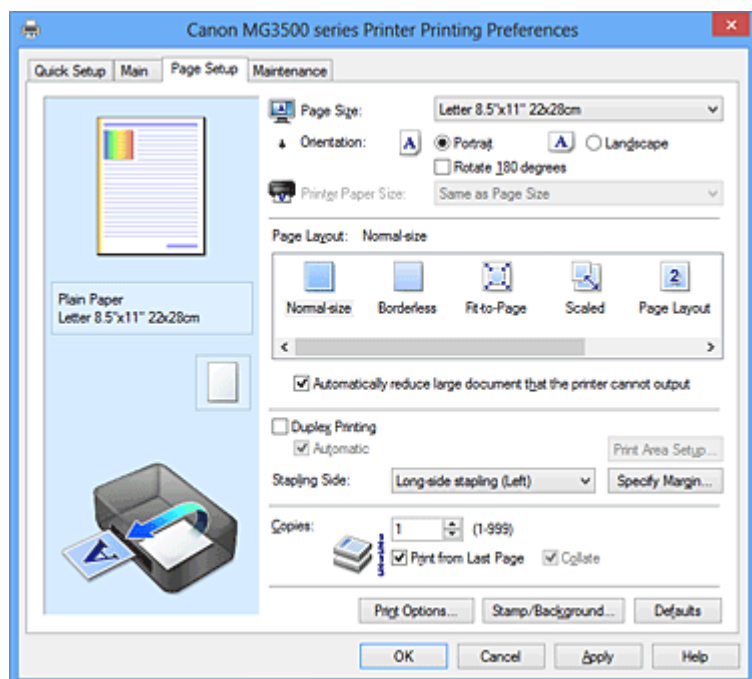 Canon MG3500 series Printer Printing Preferences
Quick Setup Main Page Setup Maintenance
Page Size: Letter 8.5"x11" 22x28cm
Orientation: A Portrait A Landscape
Rotate 180 degrees
Printer Paper Size: Same as Page Size
Page Layout: Normal-size
Normal-size Borderless Fit-to-Page Scaled 2 Page Layout
Automatically reduce large document that the printer cannot output
Plain Paper
Letter 8.5"x11" 22x28cm
Duplex Printing
Automatic Print Area Setup...
Stapling Side: Long-side stapling (Left) Specify Margin...
Copies: 1 (1-999)
Print from Last Page Collate
A
Print Options... Stamp/Background... Defaults
OK Cancel Apply Help